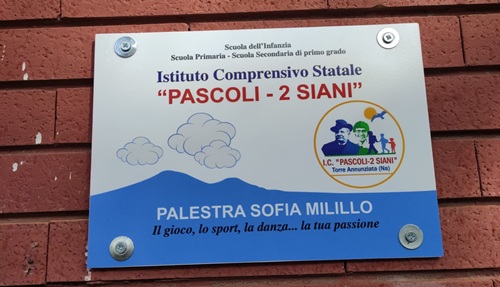 Scuola dell'Infanzia
Scuola Primaria - Scuola Secondaria di primo grado
Istituto Comprensivo Statale
"PASCOLI - 2 SIANI"
I.C. "PASCOLI-2 SIANI"
Torre Annunziata (Na)
PALESTRA SOFIA MILILLO
Il gioco, lo sport, la danza... la tua passione